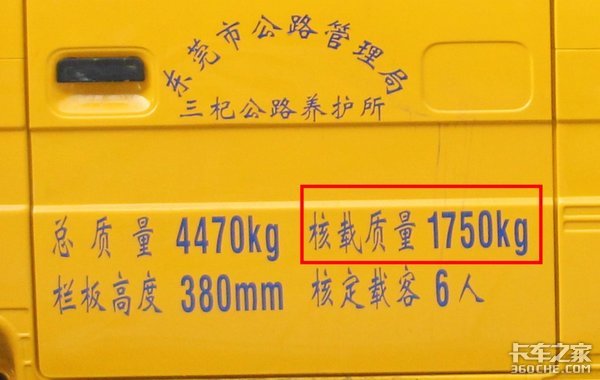 东莞市公路管理局
三杞公路养护所
总质量 4470kg 核载质量 1750kg
栏板高度 380mm 核定载客 6人
卡车之家
360CHE.COM